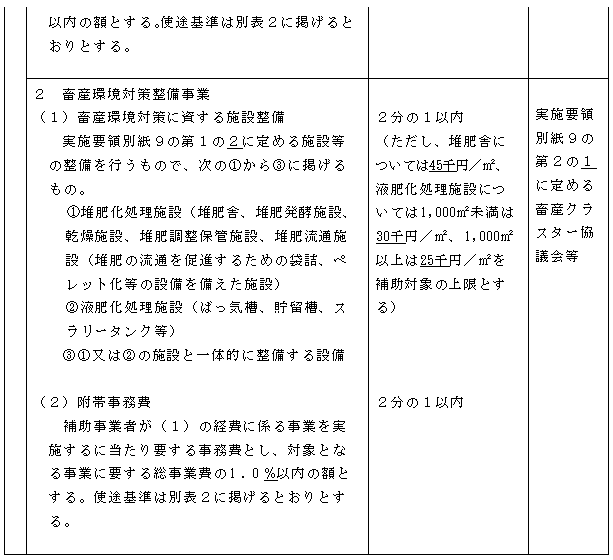 以内の額とする。使途基準は別表２に掲げると
おりとする。
２　畜産環境対策整備事業
（１）畜産環境対策に資する施設整備
実施要領別紙９の第１の２に定める施設等
の整備を行うもので、次の①から③に掲げる
もの。
①堆肥化処理施設（堆肥舎、堆肥発酵施設、
乾燥施設、堆肥調整保管施設、堆肥流通施
設（堆肥の流通を促進するための袋詰、ペ
レット化等の設備を備えた施設）
②液肥化処理施設（ばっ気槽、貯留槽、ス
ラリータンク等）
③①又は②の施設と一体的に整備する設備
（２）附帯事務費
補助事業者が（１）の経費に係る事業を実
施するに当たり要する事務費とし、対象とな
る事業に要する総事業費の１．０％以内の額と
する。使途基準は別表２に掲げるとおりとす
る。
２分の１以内
（ただし、堆肥舎に
ついては45千円／㎡、
液肥化処理施設につ
いては1,000㎡未満は
30千円／㎡、1,000㎡
以上は25千円／㎡を
補助対象の上限とす
る）
２分の１以内
実施要領
別紙９の
第２の１
に定める
畜産クラ
スター協
議会等